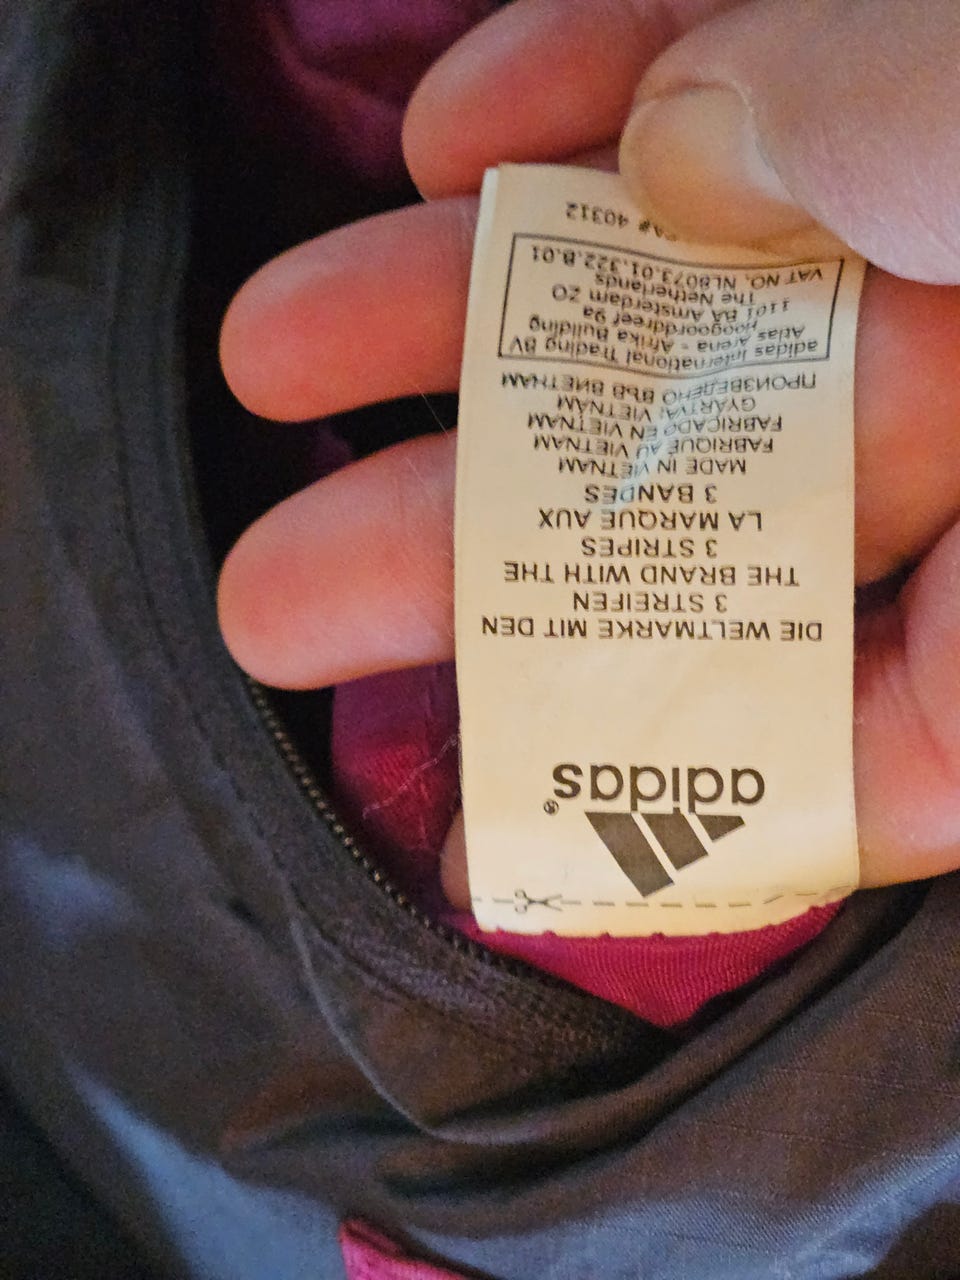 adidas®
DIE WELTMARKE MIT DEN
3 STREIFEN
THE BRAND WITH THE
3 STRIPES
LA MARQUE AUX
3 BANDES
MADE IN VIETNAM
FABRIQUE AU VIETNAM
FABRICADO EN VIETNAM
GYÁRTVA: VIETNAM
ПРОИЗВЕДЕНО ВЪВ ВИЕТНАМ
adidas International Trading BV
Atlas Arena - Afrika Building
Hoogoorddreef 9a
1101 BA Amsterdam ZO
The Netherlands
VAT NO. NL8073.01.322.B.01
CA# 40312